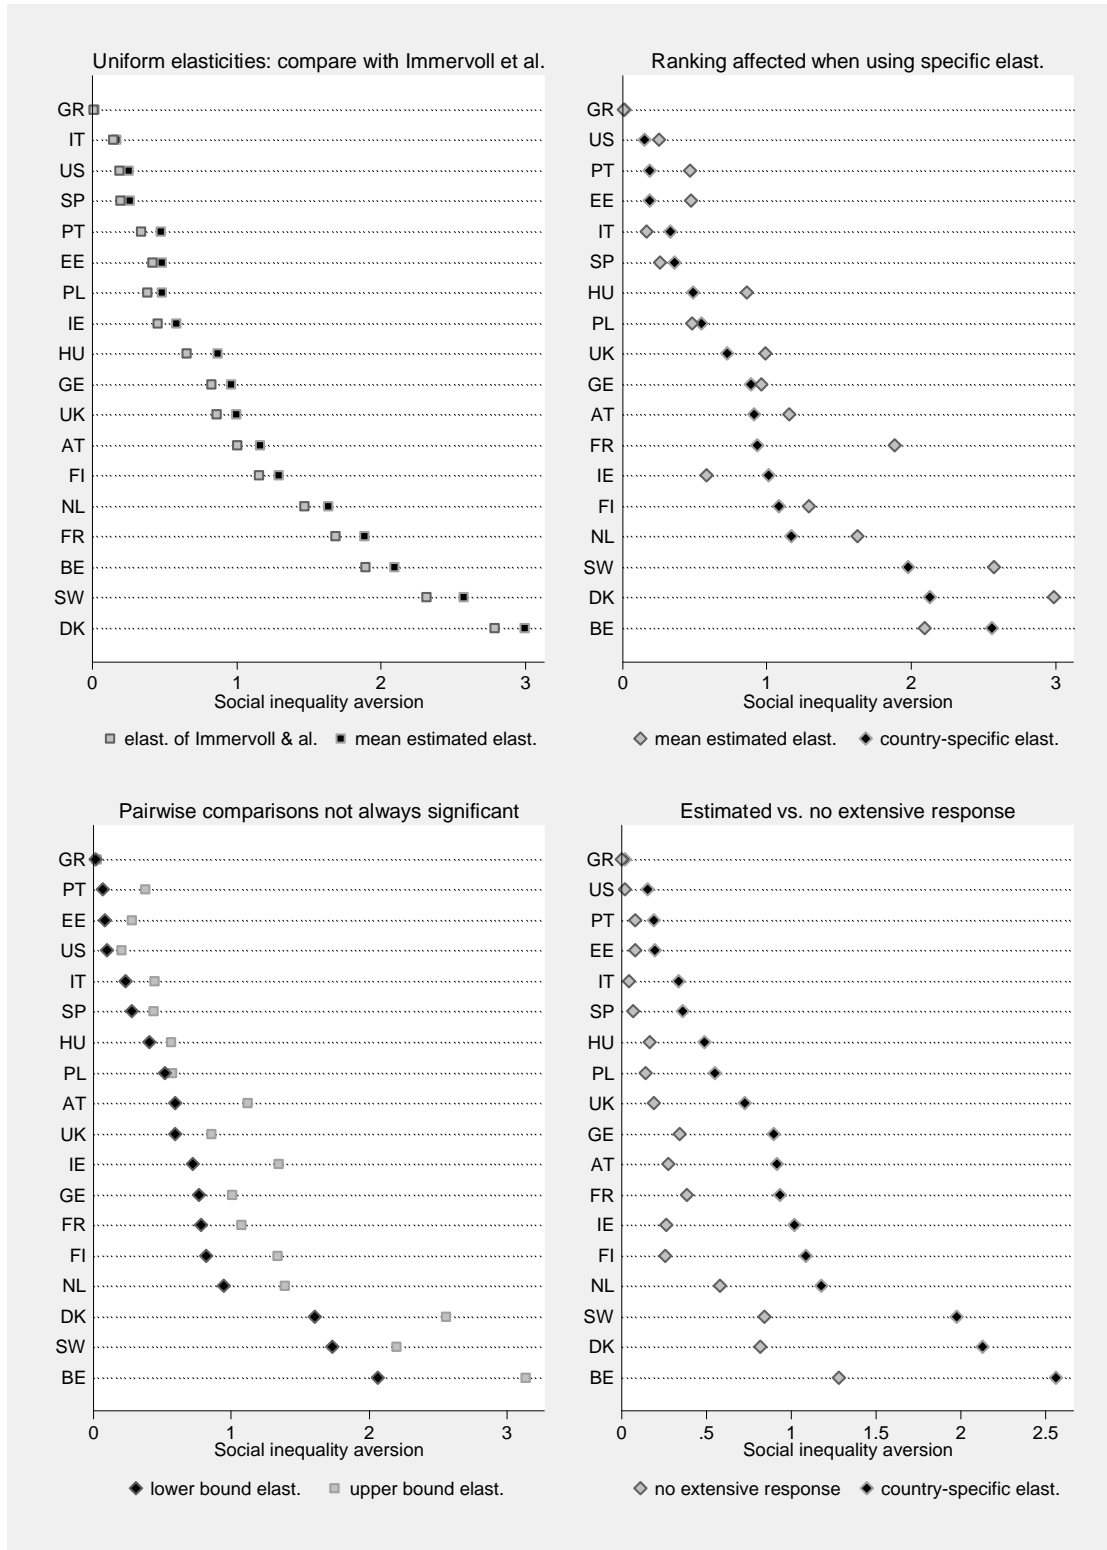 Uniform elasticities: compare with Immervoll et al.
GR
IT
US
SP
PT
EE
PL
IE
HU
GE
UK
AT
FI
NL
FR
BE
SW
DK
0 1 2 3
Social inequality aversion
elast. of Immervoll & al. mean estimated elast.
Ranking affected when using specific elast.
GR
US
PT
EE
IT
SP
HU
PL
UK
GE
AT
FR
IE
FI
NL
SW
DK
BE
0 1 2 3
Social inequality aversion
mean estimated elast. country-specific elast.
Pairwise comparisons not always significant
GR
PT
EE
US
IT
SP
HU
PL
AT
UK
IE
GE
FR
FI
NL
DK
SW
BE
0 1 2 3
Social inequality aversion
lower bound elast. upper bound elast.
Estimated vs. no extensive response
GR
US
PT
EE
IT
SP
HU
PL
UK
GE
AT
FR
IE
FI
NL
SW
DK
BE
0 .5 1 1.5 2 2.5
Social inequality aversion
no extensive response country-specific elast.